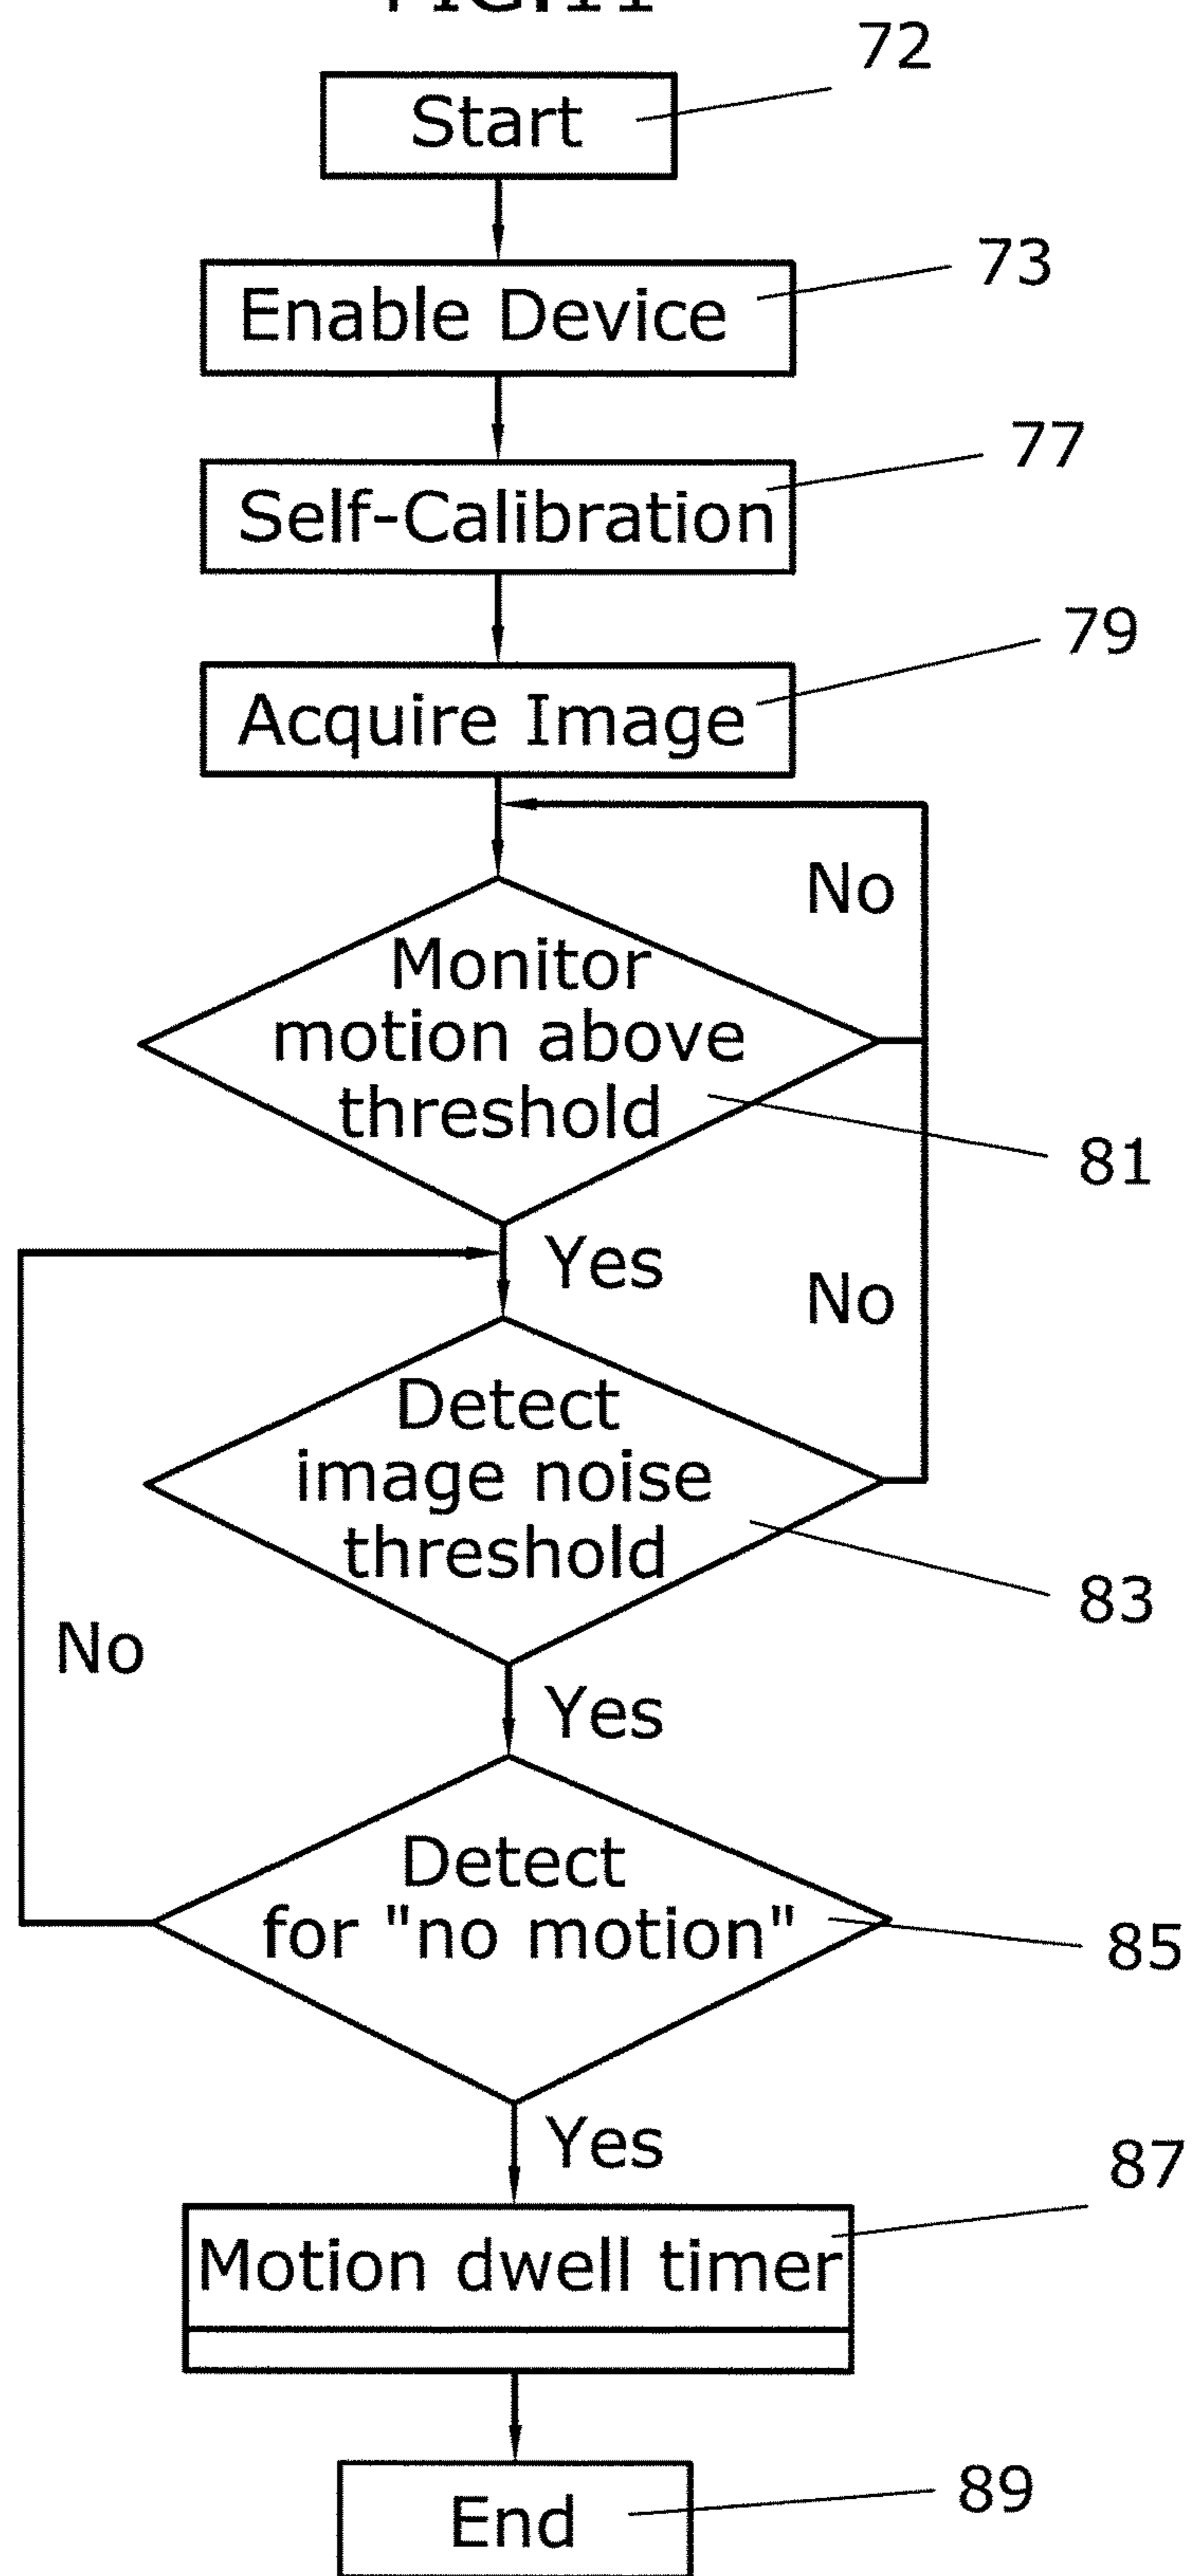 FIG.11
72
Start
73
Enable Device
77
Self-Calibration
79
Acquire Image
No
Monitor
motion above
threshold
81
Yes
No
Detect
image noise
threshold
83
No
Yes
Detect
for "no motion"
85
Yes
87
Motion dwell timer
89
End